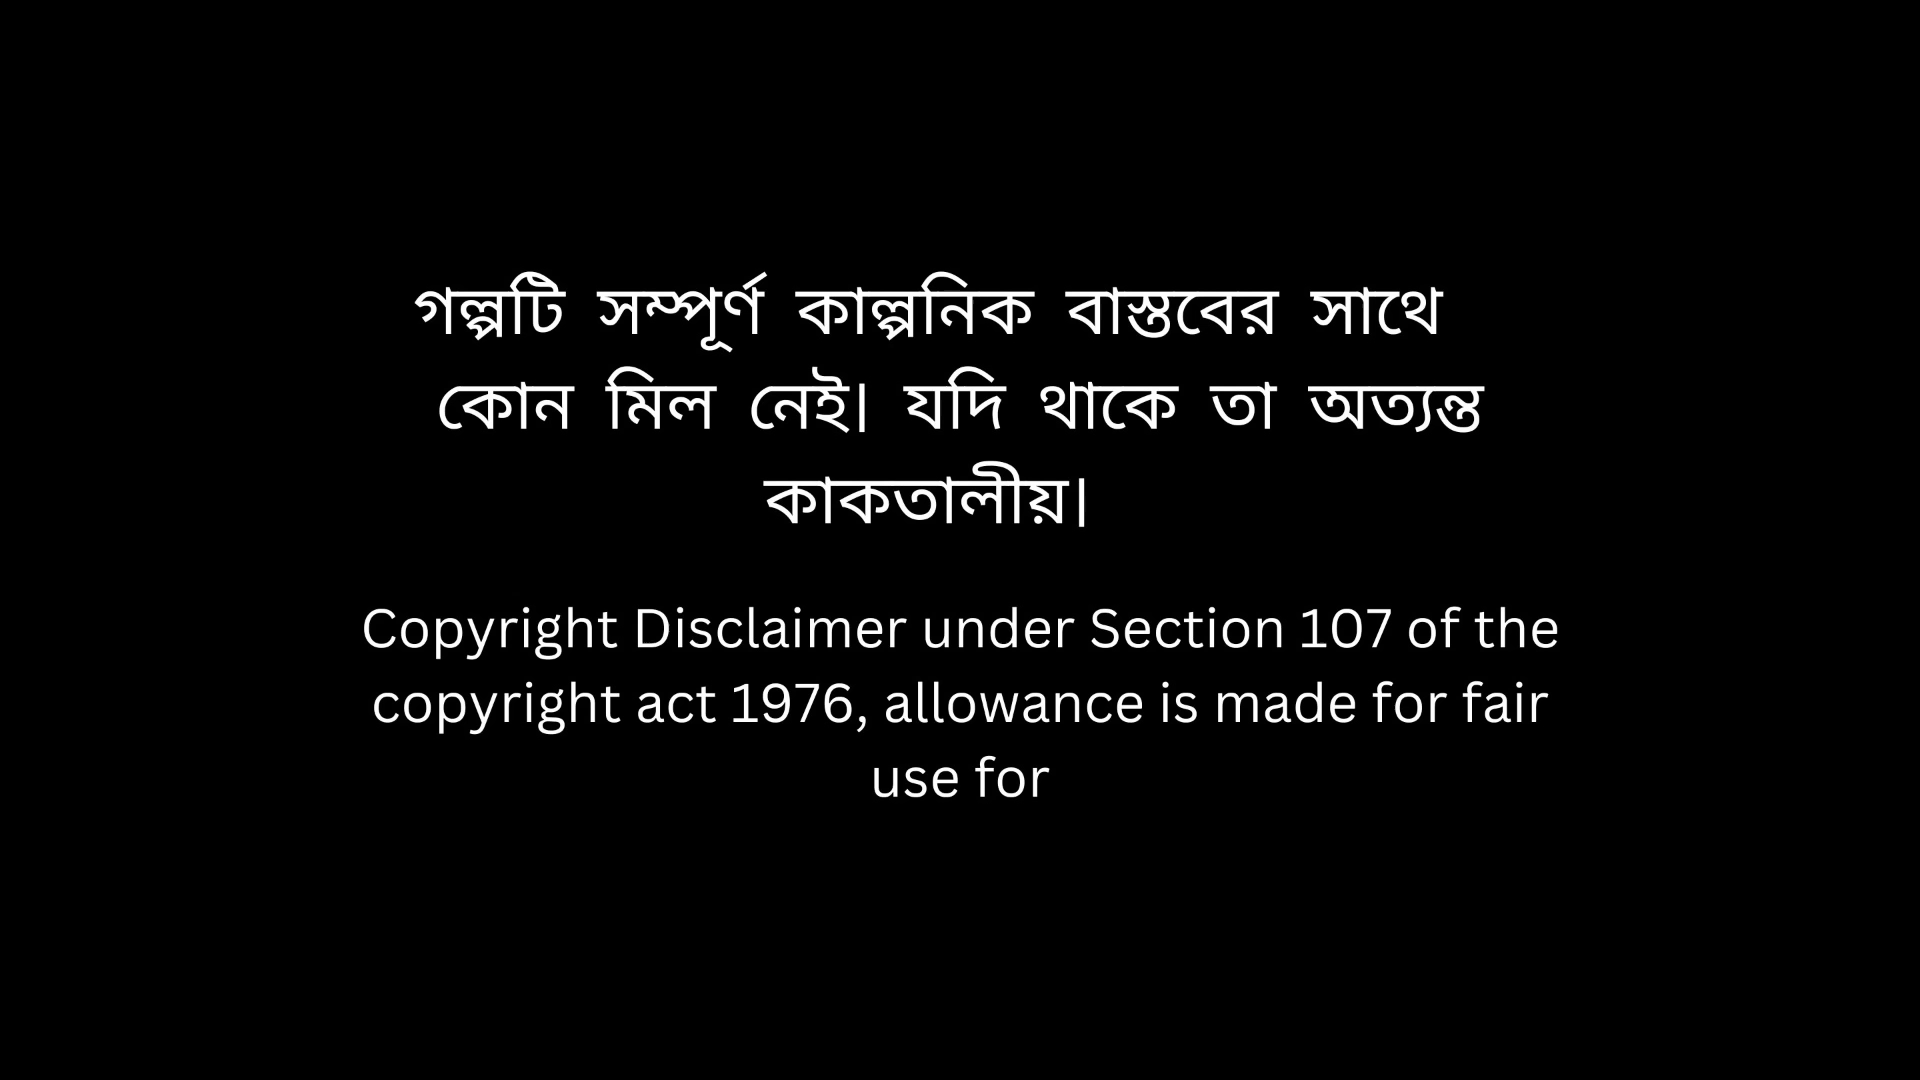 গল্পটি সম্পূর্ণ কাল্পনিক বাস্তবের সাথে
কোন মিল নেই। যদি থাকে তা অত্যন্ত
কাকতালীয়।
Copyright Disclaimer under Section 107 of the
copyright act 1976, allowance is made for fair
use for